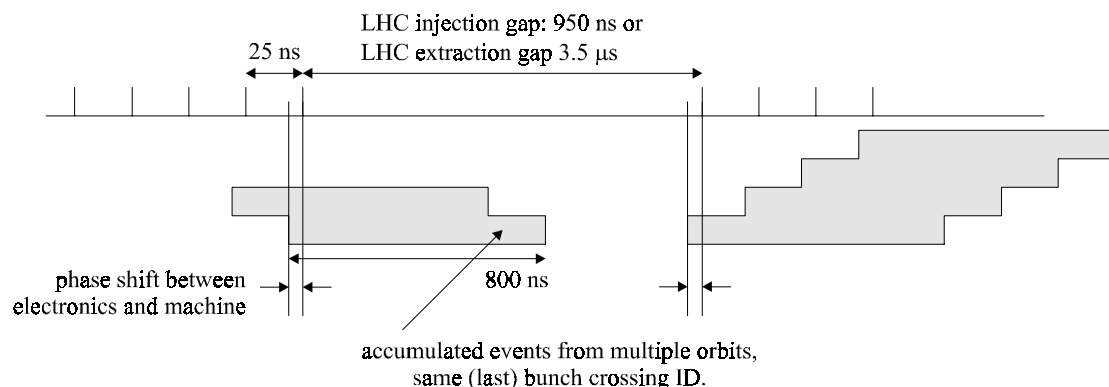 LHC injection gap: 950 ns or
LHC extraction gap 3.5 μs
25 ns
800 ns
phase shift between
electronics and machine
accumulated events from multiple orbits,
same (last) bunch crossing ID.